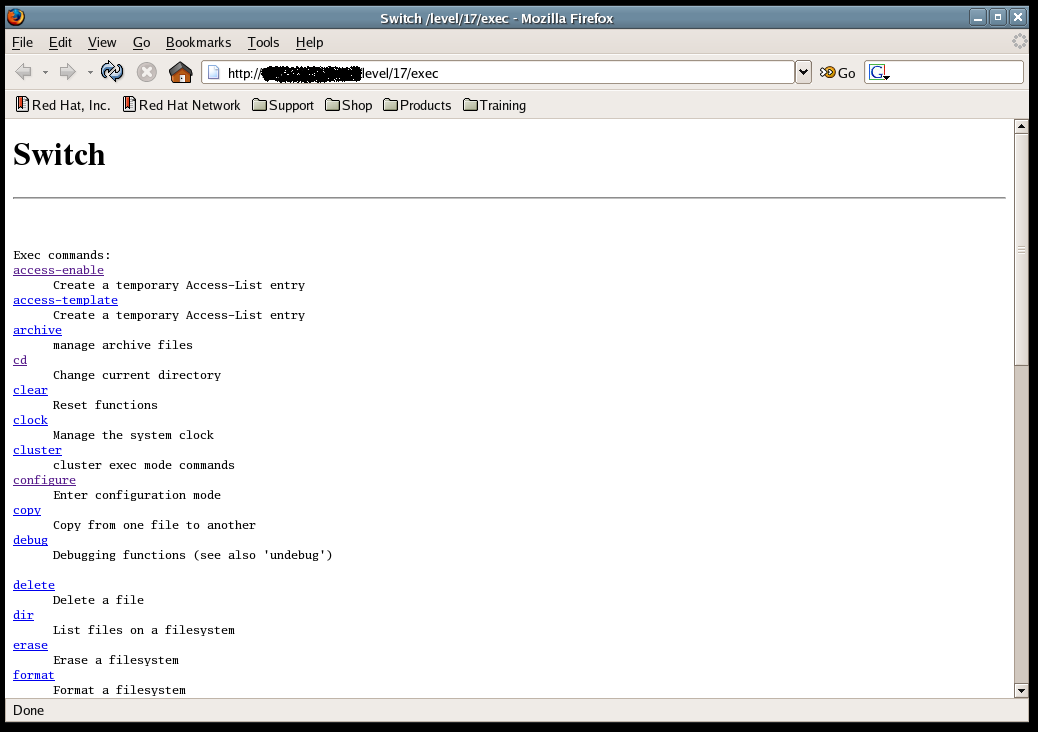 Switch /level/17/exec - Mozilla Firefox
File Edit View Go Bookmarks Tools Help
http:// level/17/exec Go G
Red Hat, Inc. Red Hat Network Support Shop Products Training
Switch
Exec commands:
access-enable
Create a temporary Access-List entry
access-template
Create a temporary Access-List entry
archive
manage archive files
cd
Change current directory
clear
Reset functions
clock
Manage the system clock
cluster
cluster exec mode commands
configure
Enter configuration mode
copy
Copy from one file to another
debug
Debugging functions (see also 'undebug')
delete
Delete a file
dir
List files on a filesystem
erase
Erase a filesystem
format
Format a filesystem
Done